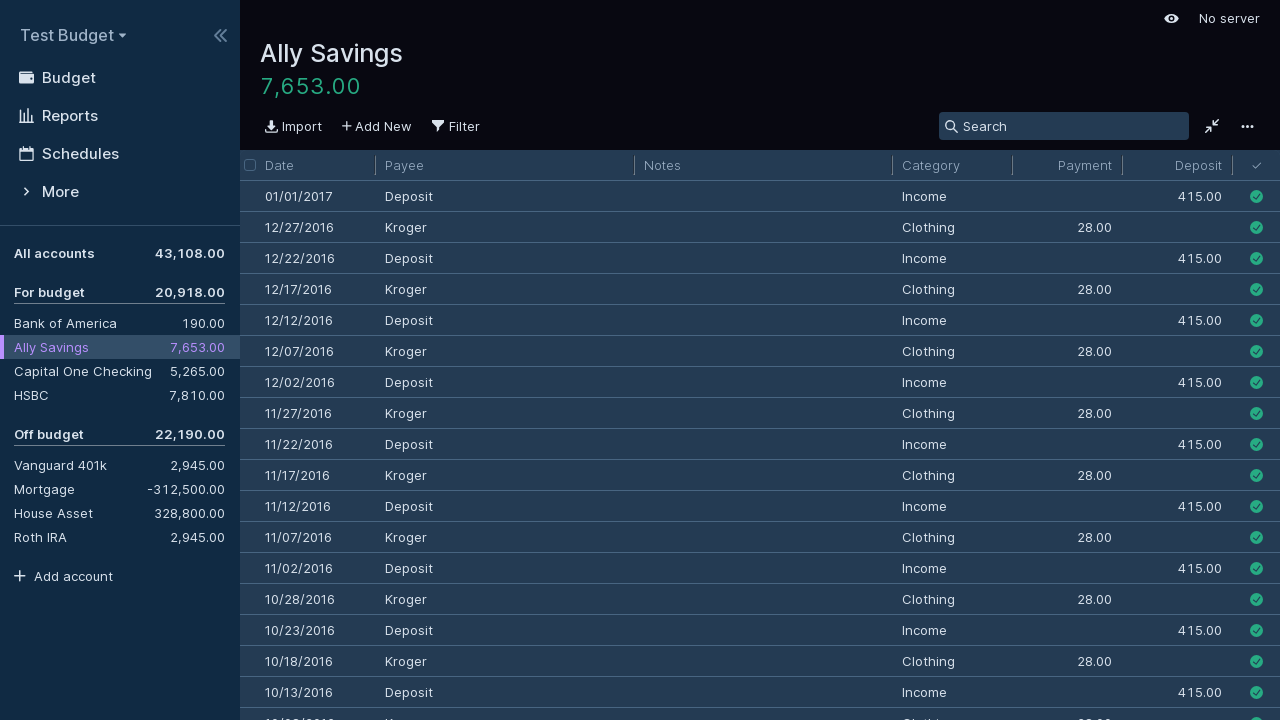 Test Budget
Budget
Reports
Schedules
More
All accounts 43,108.00
For budget 20,918.00
Bank of America 190.00
Ally Savings 7,653.00
Capital One Checking 5,265.00
HSBC 7,810.00
Off budget 22,190.00
Vanguard 401k 2,945.00
Mortgage -312,500.00
House Asset 328,800.00
Roth IRA 2,945.00
Add account
No server
Ally Savings
7,653.00
Import Add New Filter Search
Date Payee Notes Category Payment Deposit
01/01/2017 Deposit Income 415.00
12/27/2016 Kroger Clothing 28.00
12/22/2016 Deposit Income 415.00
12/17/2016 Kroger Clothing 28.00
12/12/2016 Deposit Income 415.00
12/07/2016 Kroger Clothing 28.00
12/02/2016 Deposit Income 415.00
11/27/2016 Kroger Clothing 28.00
11/22/2016 Deposit Income 415.00
11/17/2016 Kroger Clothing 28.00
11/12/2016 Deposit Income 415.00
11/07/2016 Kroger Clothing 28.00
11/02/2016 Deposit Income 415.00
10/28/2016 Kroger Clothing 28.00
10/23/2016 Deposit Income 415.00
10/18/2016 Kroger Clothing 28.00
10/13/2016 Deposit Income 415.00